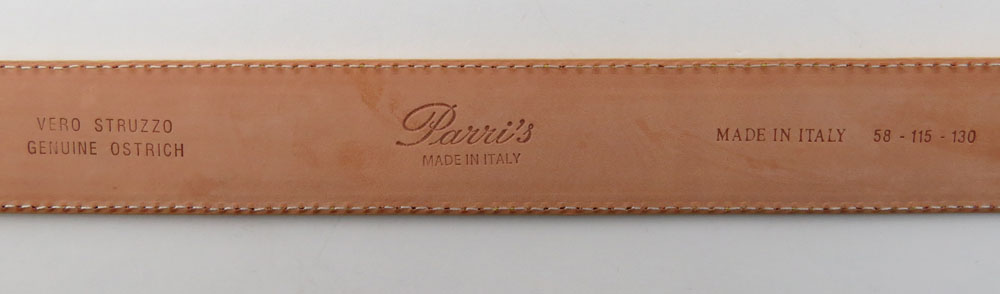 VERO STRUZZO
GENUINE OSTRICH
Parri's
MADE IN ITALY
MADE IN ITALY 58 - 115 - 130